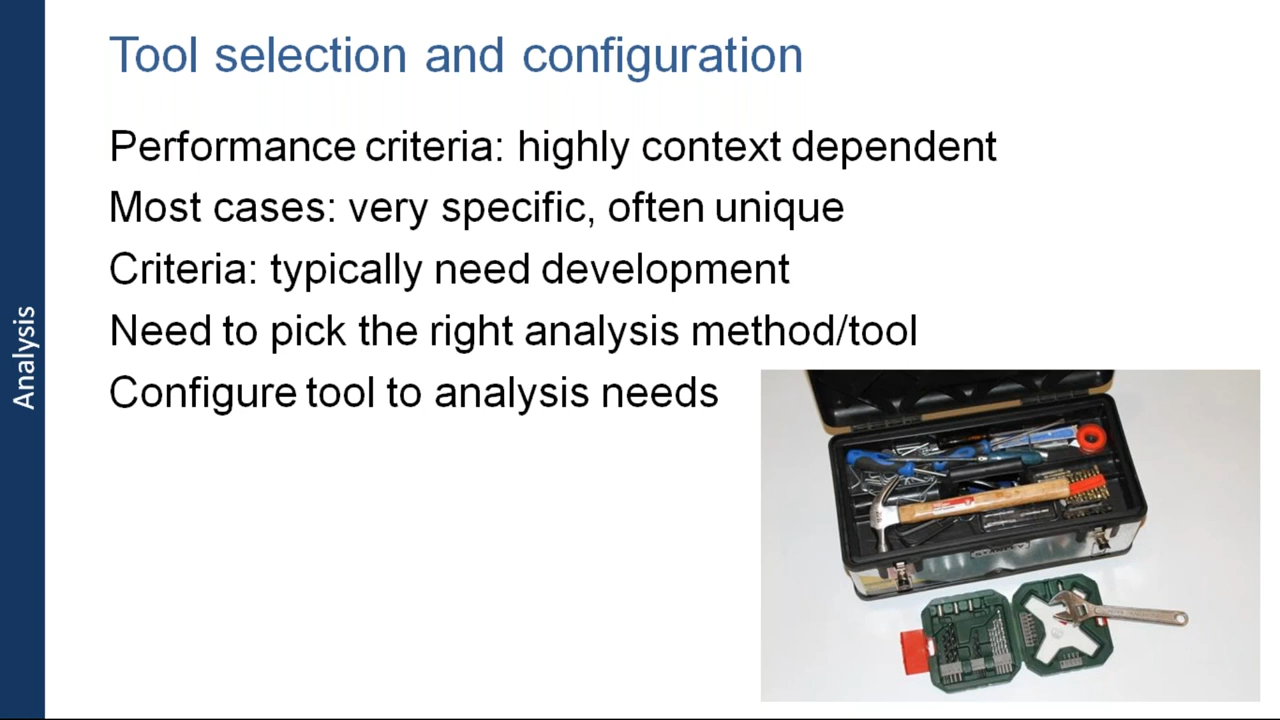 Tool selection and configuration
Performance criteria: highly context dependent
Most cases: very specific, often unique
Criteria: typically need development
Need to pick the right analysis method/tool
Configure tool to analysis needs
Analysis